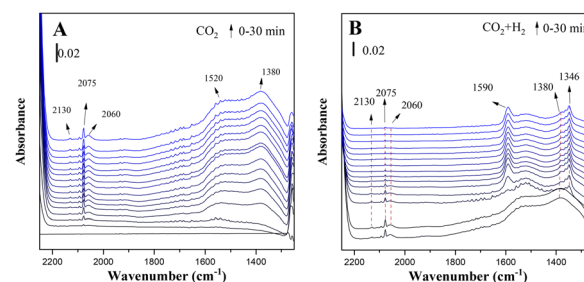 A
CO₂ 0-30 min
0.02
2075
2130
2060
1520
1380
Absorbance
2200 2000 1800 1600 1400
Wavenumber (cm⁻¹)
B
CO₂+H₂ 0-30 min
0.02
2075
2130
2060
1590
1380
1346
Absorbance
2200 2000 1800 1600 1400
Wavenumber (cm⁻¹)